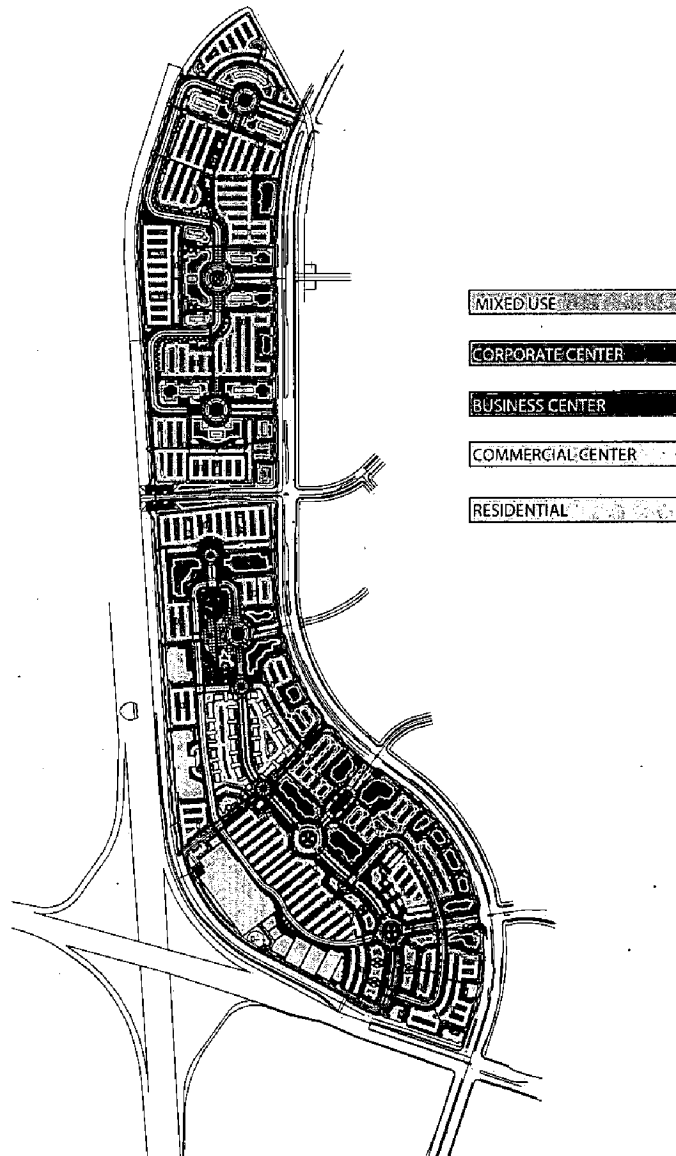 MIXED USE
CORPORATE CENTER
BUSINESS CENTER
COMMERCIAL CENTER
RESIDENTIAL